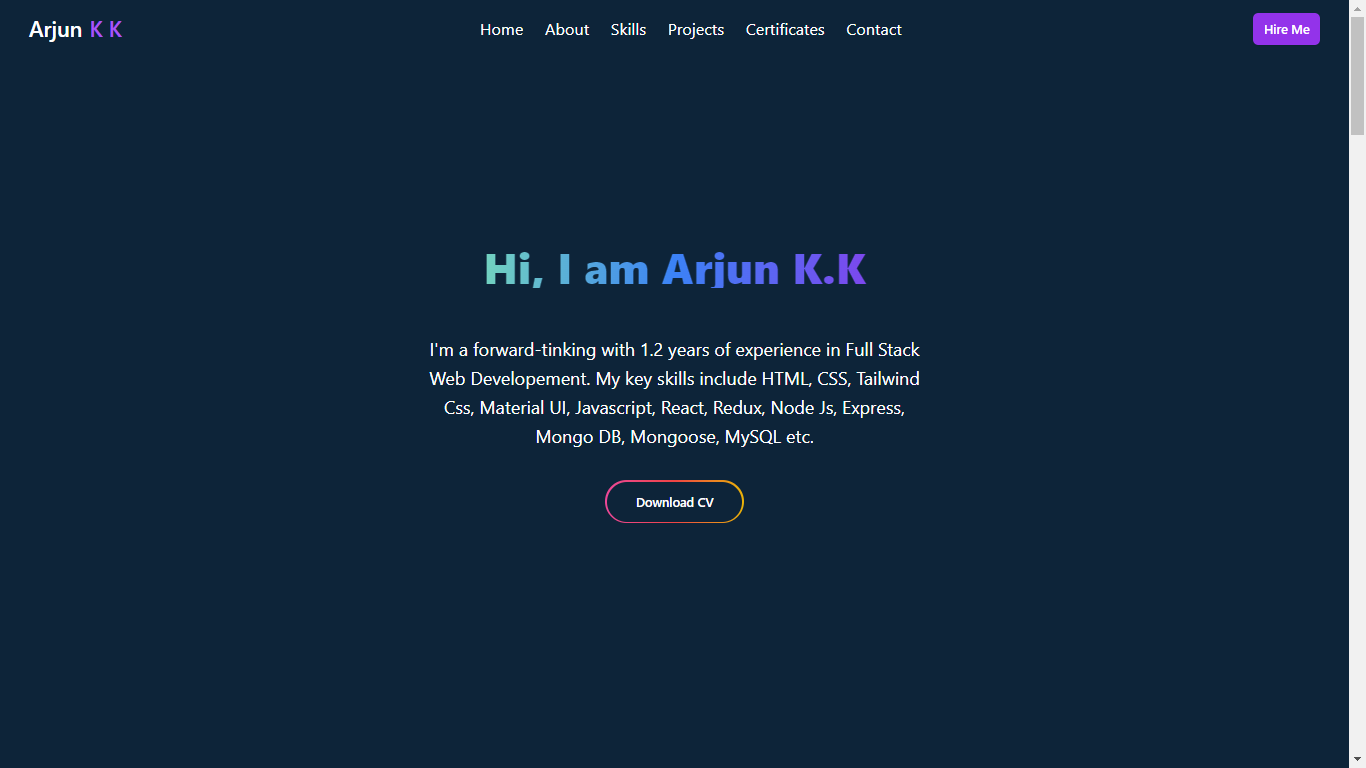 Arjun K K
Home About Skills Projects Certificates Contact
Hire Me
Hi, I am Arjun K.K
I'm a forward-tinking with 1.2 years of experience in Full Stack
Web Developement. My key skills include HTML, CSS, Tailwind
Css, Material UI, Javascript, React, Redux, Node Js, Express,
Mongo DB, Mongoose, MySQL etc.
Download CV